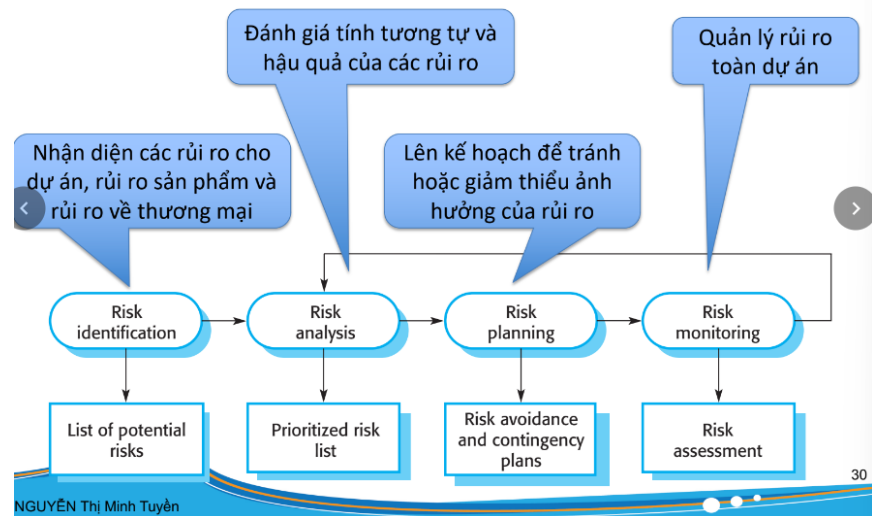 Đánh giá tính tương tự và
hậu quả của các rủi ro
Quản lý rủi ro
toàn dự án
Nhận diện các rủi ro cho
dự án, rủi ro sản phẩm và
rủi ro về thương mại
Lên kế hoạch để tránh
hoặc giảm thiểu ảnh
hưởng của rủi ro
Risk
identification
Risk
analysis
Risk
planning
Risk
monitoring
List of potential
risks
Prioritized risk
list
Risk avoidance
and contingency
plans
Risk
assessment
30
NGUYỄN Thị Minh Tuyền